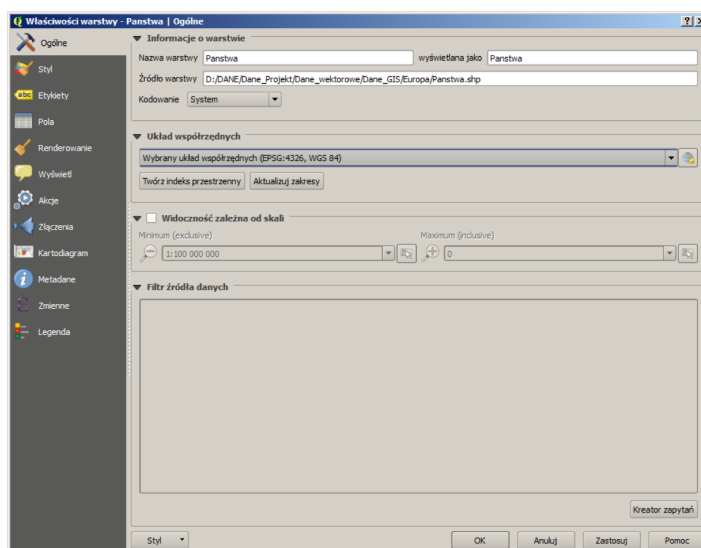 Właściwości warstwy - Panstwa | Ogólne
Ogólne
Styl
Etykiety
Pola
Renderowanie
Wyświetl
Akcje
Złączenia
Kartodiagram
Metadane
Zmienne
Legenda
Informacje o warstwie
Nazwa warstwy Panstwa wyświetlana jako Panstwa
Źródło warstwy D:/DANE/Dane_Projekt/Dane_wektorowe/Dane_GIS/Europa/Panstwa.shp
Kodowanie System
Układ współrzędnych
Wybrany układ współrzędnych (EPSG:4326, WGS 84)
Twórz indeks przestrzenny Aktualizuj zakresy
Widoczność zależna od skali
Minimum (exclusive) Maximum (inclusive)
1:100 000 000 0
Filtr źródła danych
Kreator zapytań
Styl OK Anuluj Zastosuj Pomoc
abc